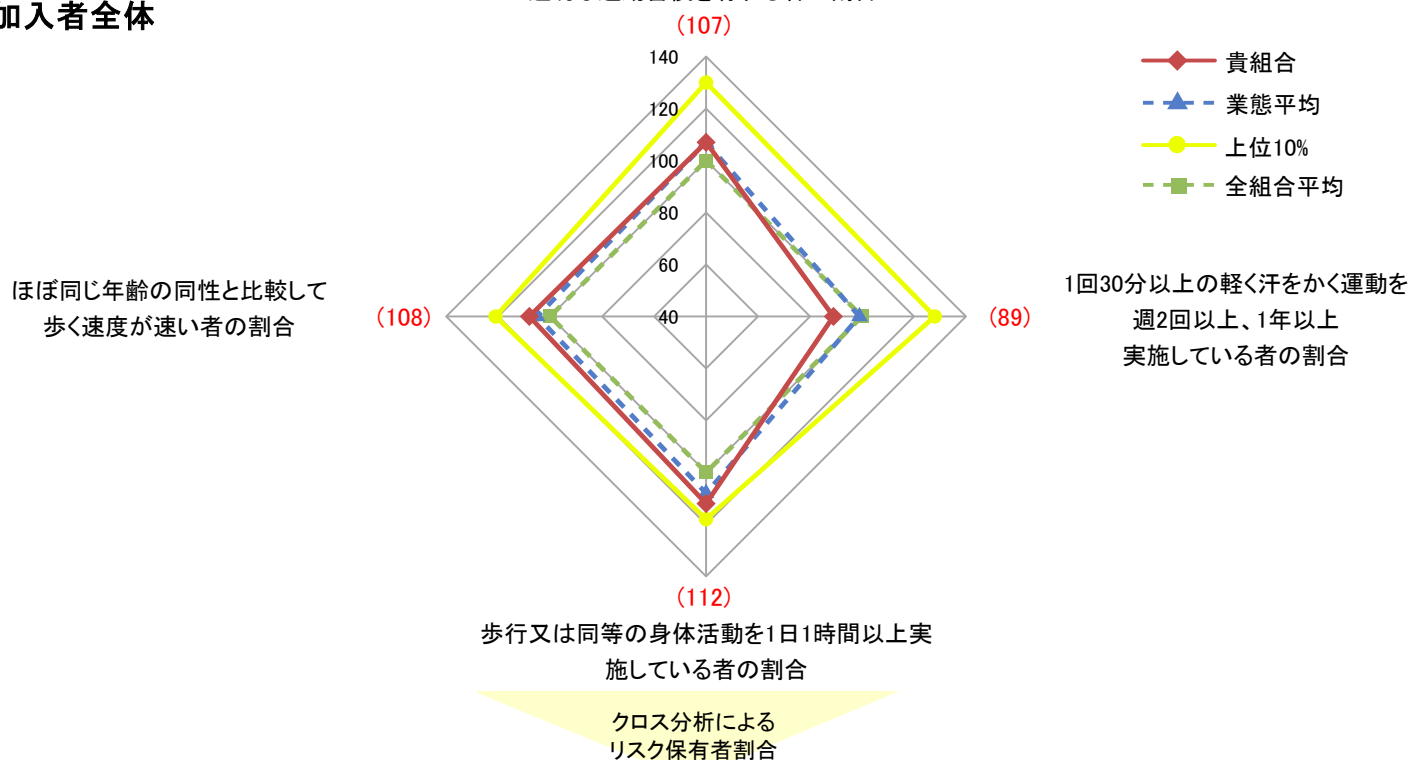 加入者全体
(107)
140
120
100
80
60
40
貴組合
業態平均
上位10%
全組合平均
ほぼ同じ年齢の同性と比較して
歩く速度が速い者の割合
(108)
(89)
1回30分以上の軽く汗をかく運動を
週2回以上、1年以上
実施している者の割合
(112)
歩行又は同等の身体活動を1日1時間以上実
施している者の割合
クロス分析による
リスク保有者割合